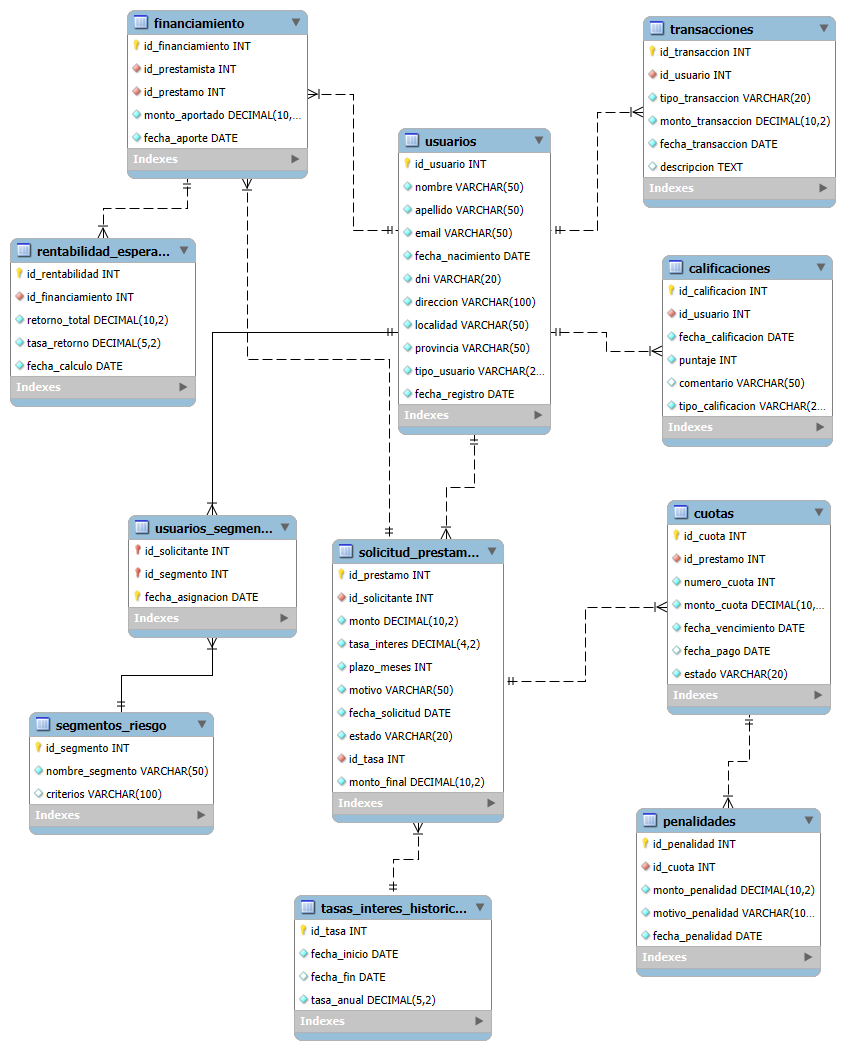 financiamiento
id_financiamiento INT
id_prestamista INT
id_prestamo INT
monto_aportado DECIMAL(10,...
fecha_aporte DATE
Indexes
transacciones
id_transaccion INT
id_usuario INT
tipo_transaccion VARCHAR(20)
monto_transaccion DECIMAL(10,2)
fecha_transaccion DATE
descripcion TEXT
Indexes
usuarios
id_usuario INT
nombre VARCHAR(50)
apellido VARCHAR(50)
email VARCHAR(50)
fecha_nacimiento DATE
dni VARCHAR(20)
direccion VARCHAR(100)
localidad VARCHAR(50)
provincia VARCHAR(50)
tipo_usuario VARCHAR(2...
fecha_registro DATE
Indexes
rentabilidad_espera...
id_rentabilidad INT
id_financiamiento INT
retorno_total DECIMAL(10,2)
tasa_retorno DECIMAL(5,2)
fecha_calculo DATE
Indexes
calificaciones
id_calificacion INT
id_usuario INT
fecha_calificacion DATE
puntaje INT
comentario VARCHAR(50)
tipo_calificacion VARCHAR(2...
Indexes
usuarios_segmen...
id_solicitante INT
id_segmento INT
fecha_asignacion DATE
Indexes
solicitud_prestam...
id_prestamo INT
id_solicitante INT
monto DECIMAL(10,2)
tasa_interes DECIMAL(4,2)
plazo_meses INT
motivo VARCHAR(50)
fecha_solicitud DATE
estado VARCHAR(20)
id_tasa INT
monto_final DECIMAL(10,2)
Indexes
cuotas
id_cuota INT
id_prestamo INT
numero_cuota INT
monto_cuota DECIMAL(10,...
fecha_vencimiento DATE
fecha_pago DATE
estado VARCHAR(20)
Indexes
segmentos_riesgo
id_segmento INT
nombre_segmento VARCHAR(50)
criterios VARCHAR(100)
Indexes
penalidades
id_penalidad INT
id_cuota INT
monto_penalidad DECIMAL(10,2)
motivo_penalidad VARCHAR(10...
fecha_penalidad DATE
Indexes
tasas_interes_historic...
id_tasa INT
fecha_inicio DATE
fecha_fin DATE
tasa_anual DECIMAL(5,2)
Indexes